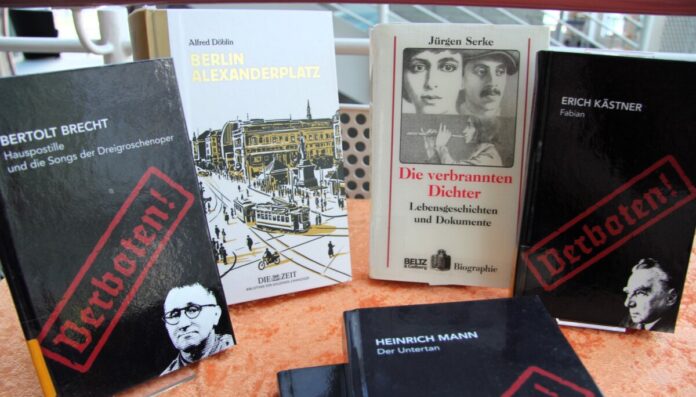 BERTOLT BRECHT
Hauspostille
und die Songs der Dreigroschenoper
Verboten!
Alfred Döblin
BERLIN
ALEXANDERPLATZ
DIE ZEIT
Jürgen Serke
Die verbrannten
Dichter
Lebensgeschichten
und Dokumente
BELTZ
& Gelberg
Biographie
ERICH KÄSTNER
Fabian
Verboten!
HEINRICH MANN
Der Untertan